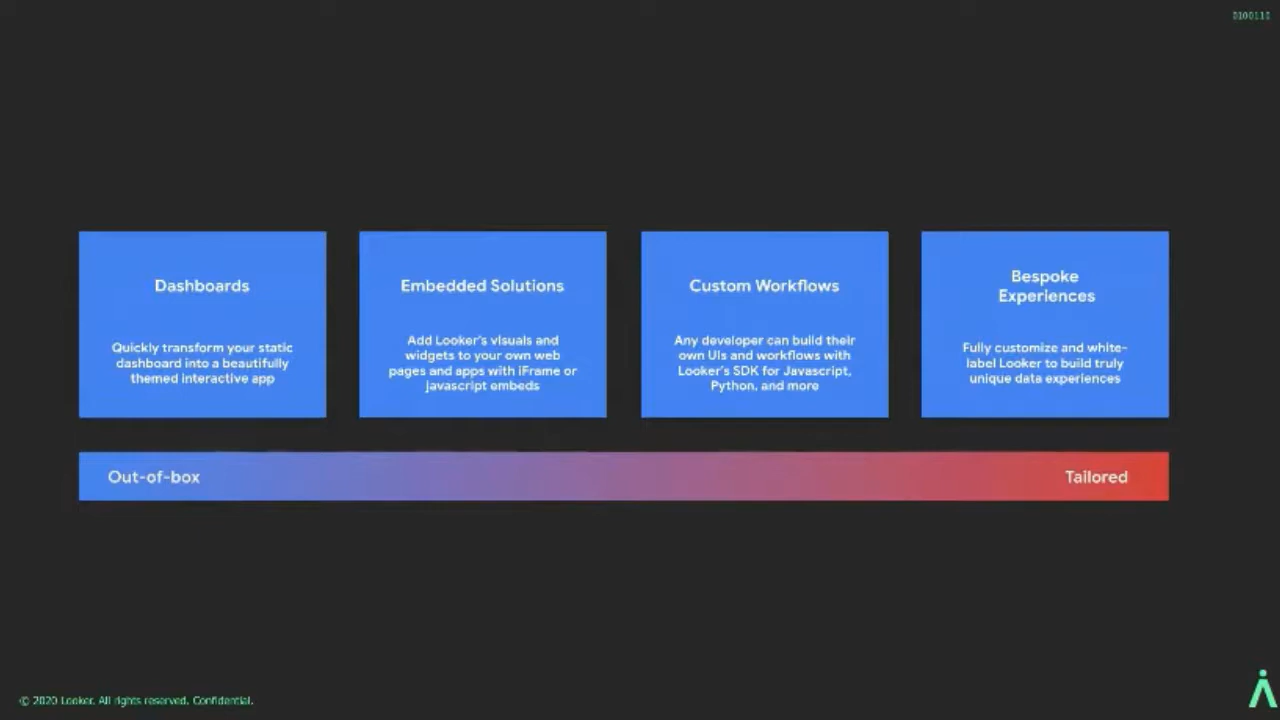 0100110
Dashboards
Quickly transform your static
dashboard into a beautifully
themed interactive app
Embedded Solutions
Add Looker's visuals and
widgets to your own web
pages and apps with iFrame or
Javascript embeds
Custom Workflows
Any developer can build their
own UIs and workflows with
Looker's SDK for Javascript,
Python, and more
Bespoke
Experiences
Fully customize and white-
label Looker to build truly
unique data experiences
Out-of-box
Tailored
© 2020 Looker. All rights reserved. Confidential.